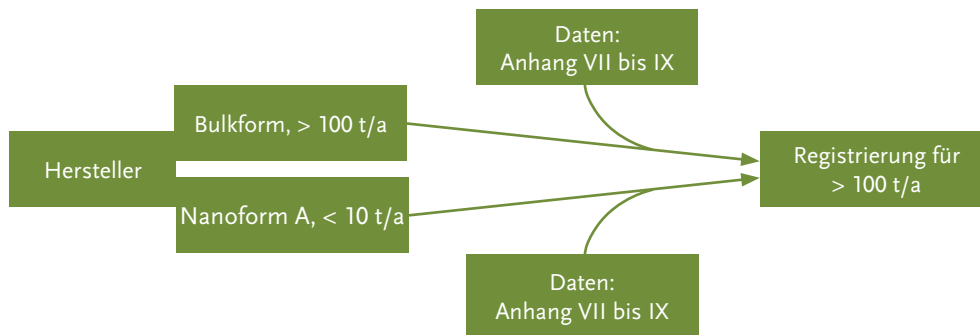 Daten:
Anhang VII bis IX
Bulkform, > 100 t/a
Hersteller
Registrierung für
> 100 t/a
Nanoform A, < 10 t/a
Daten:
Anhang VII bis IX